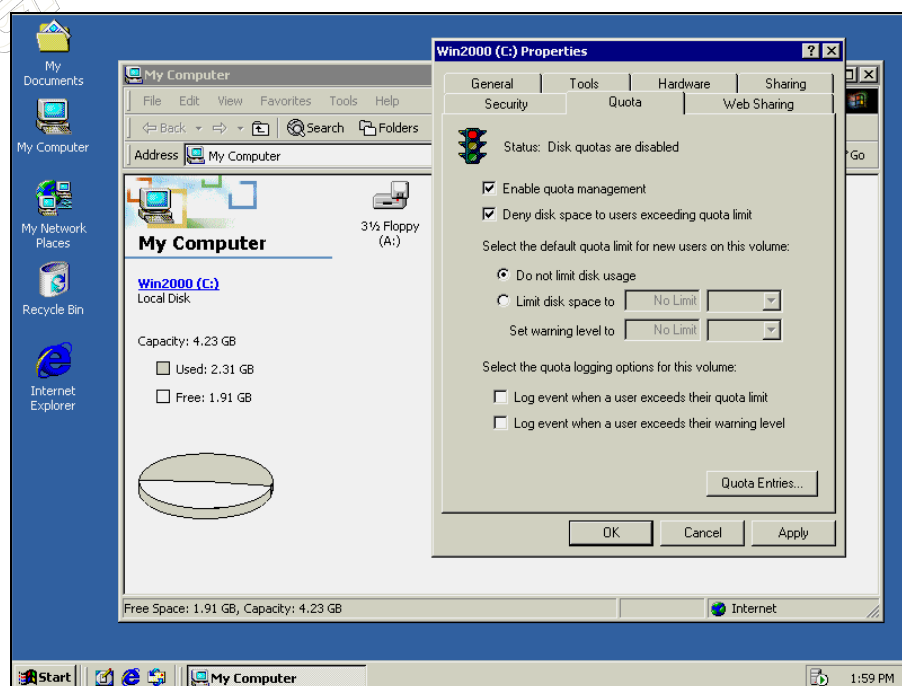 My
Documents
My Computer
My Network
Places
Recycle Bin
Internet
Explorer
My Computer
File Edit View Favorites Tools Help
Back Search Folders
Address My Computer
Go
My Computer
3½ Floppy
(A:)
Win2000 (C:)
Local Disk
Capacity: 4.23 GB
Used: 2.31 GB
Free: 1.91 GB
Free Space: 1.91 GB, Capacity: 4.23 GB
Internet
Win2000 (C:) Properties
General Tools Hardware Sharing
Security Quota Web Sharing
Status: Disk quotas are disabled
Enable quota management
Deny disk space to users exceeding quota limit
Select the default quota limit for new users on this volume:
Do not limit disk usage
Limit disk space to No Limit
Set warning level to No Limit
Select the quota logging options for this volume:
Log event when a user exceeds their quota limit
Log event when a user exceeds their warning level
Quota Entries...
OK Cancel Apply
Start My Computer 1:59 PM